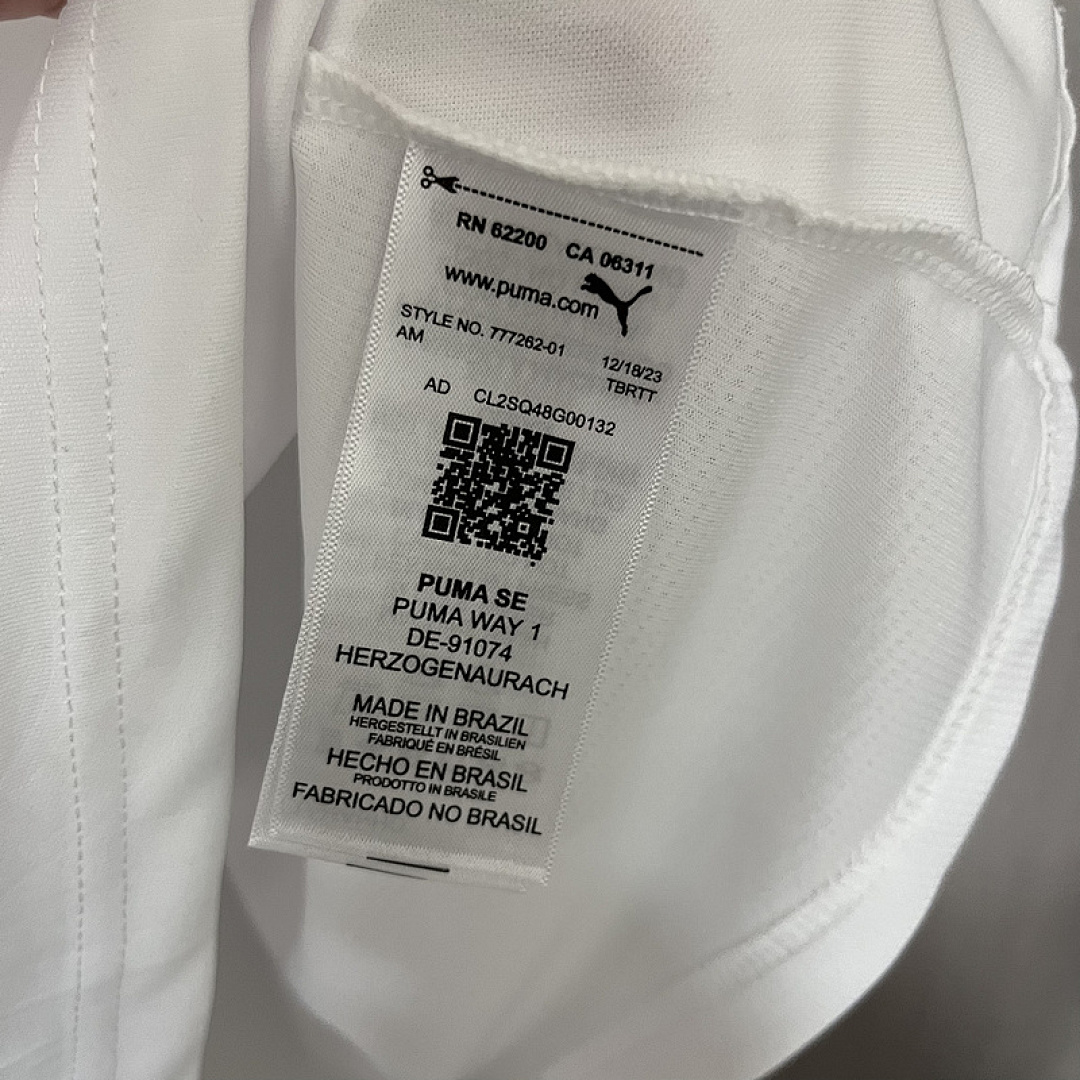 RN 62200 CA 06311
www.puma.com
STYLE NO. 777262-01 12/18/23
AM TBRTT
AD CL2SQ48G00132
PUMA SE
PUMA WAY 1
DE-91074
HERZOGENAURACH
MADE IN BRAZIL
HERGESTELLT IN BRASILIEN
FABRIQUÉ EN BRÉSIL
HECHO EN BRASIL
PRODOTTO IN BRASILE
FABRICADO NO BRASIL